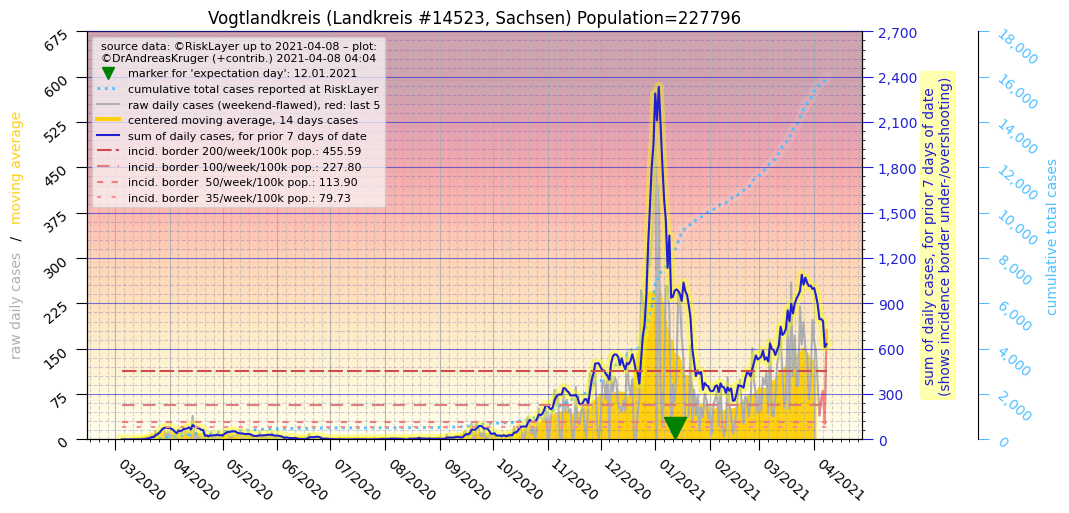 Vogtlandkreis (Landkreis #14523, Sachsen) Population=227796
source data: ©RiskLayer up to 2021-04-08 – plot:
©DrAndreasKruger (+contrib.) 2021-04-08 04:04
marker for 'expectation day': 12.01.2021
cumulative total cases reported at RiskLayer
raw daily cases (weekend-flawed), red: last 5
centered moving average, 14 days cases
sum of daily cases, for prior 7 days of date
incid. border 200/week/100k pop.: 455.59
incid. border 100/week/100k pop.: 227.80
incid. border  50/week/100k pop.: 113.90
incid. border  35/week/100k pop.: 79.73
raw daily cases / moving average
675
600
525
450
375
300
225
150
75
0
03/2020
04/2020
05/2020
06/2020
07/2020
08/2020
09/2020
10/2020
11/2020
12/2020
01/2021
02/2021
03/2021
04/2021
2,700
2,400
2,100
1,800
1,500
1,200
900
600
300
0
sum of daily cases, for prior 7 days of date
(shows incidence border under-/overshooting)
18,000
16,000
14,000
12,000
10,000
8,000
6,000
4,000
2,000
0
cumulative total cases